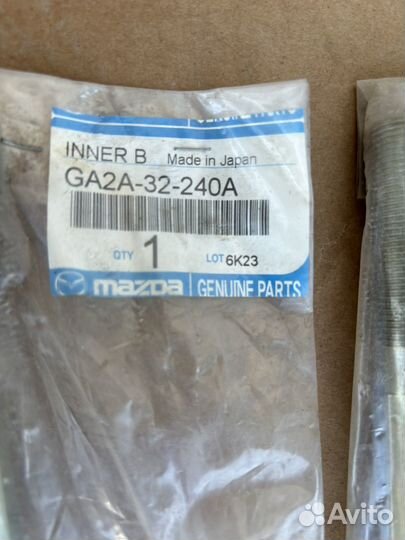 INNER B Made in Japan
GA2A-32-240A
QTY 1 LOT 6K23
mazda GENUINE PARTS
Avito